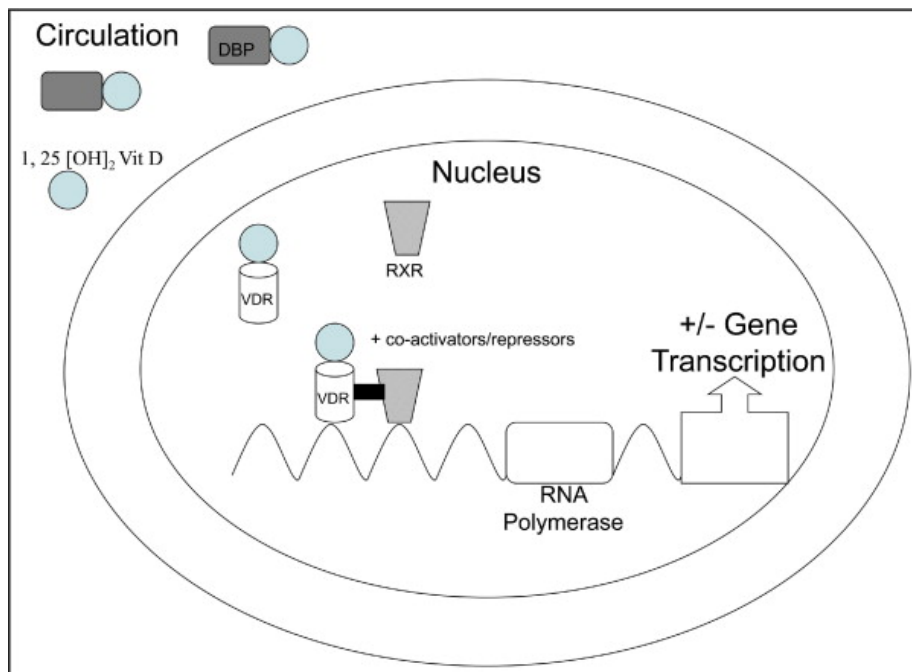 Circulation
DBP
1, 25 [OH]₂ Vit D
Nucleus
RXR
VDR
+ co-activators/repressors
VDR
+/- Gene
Transcription
RNA
Polymerase